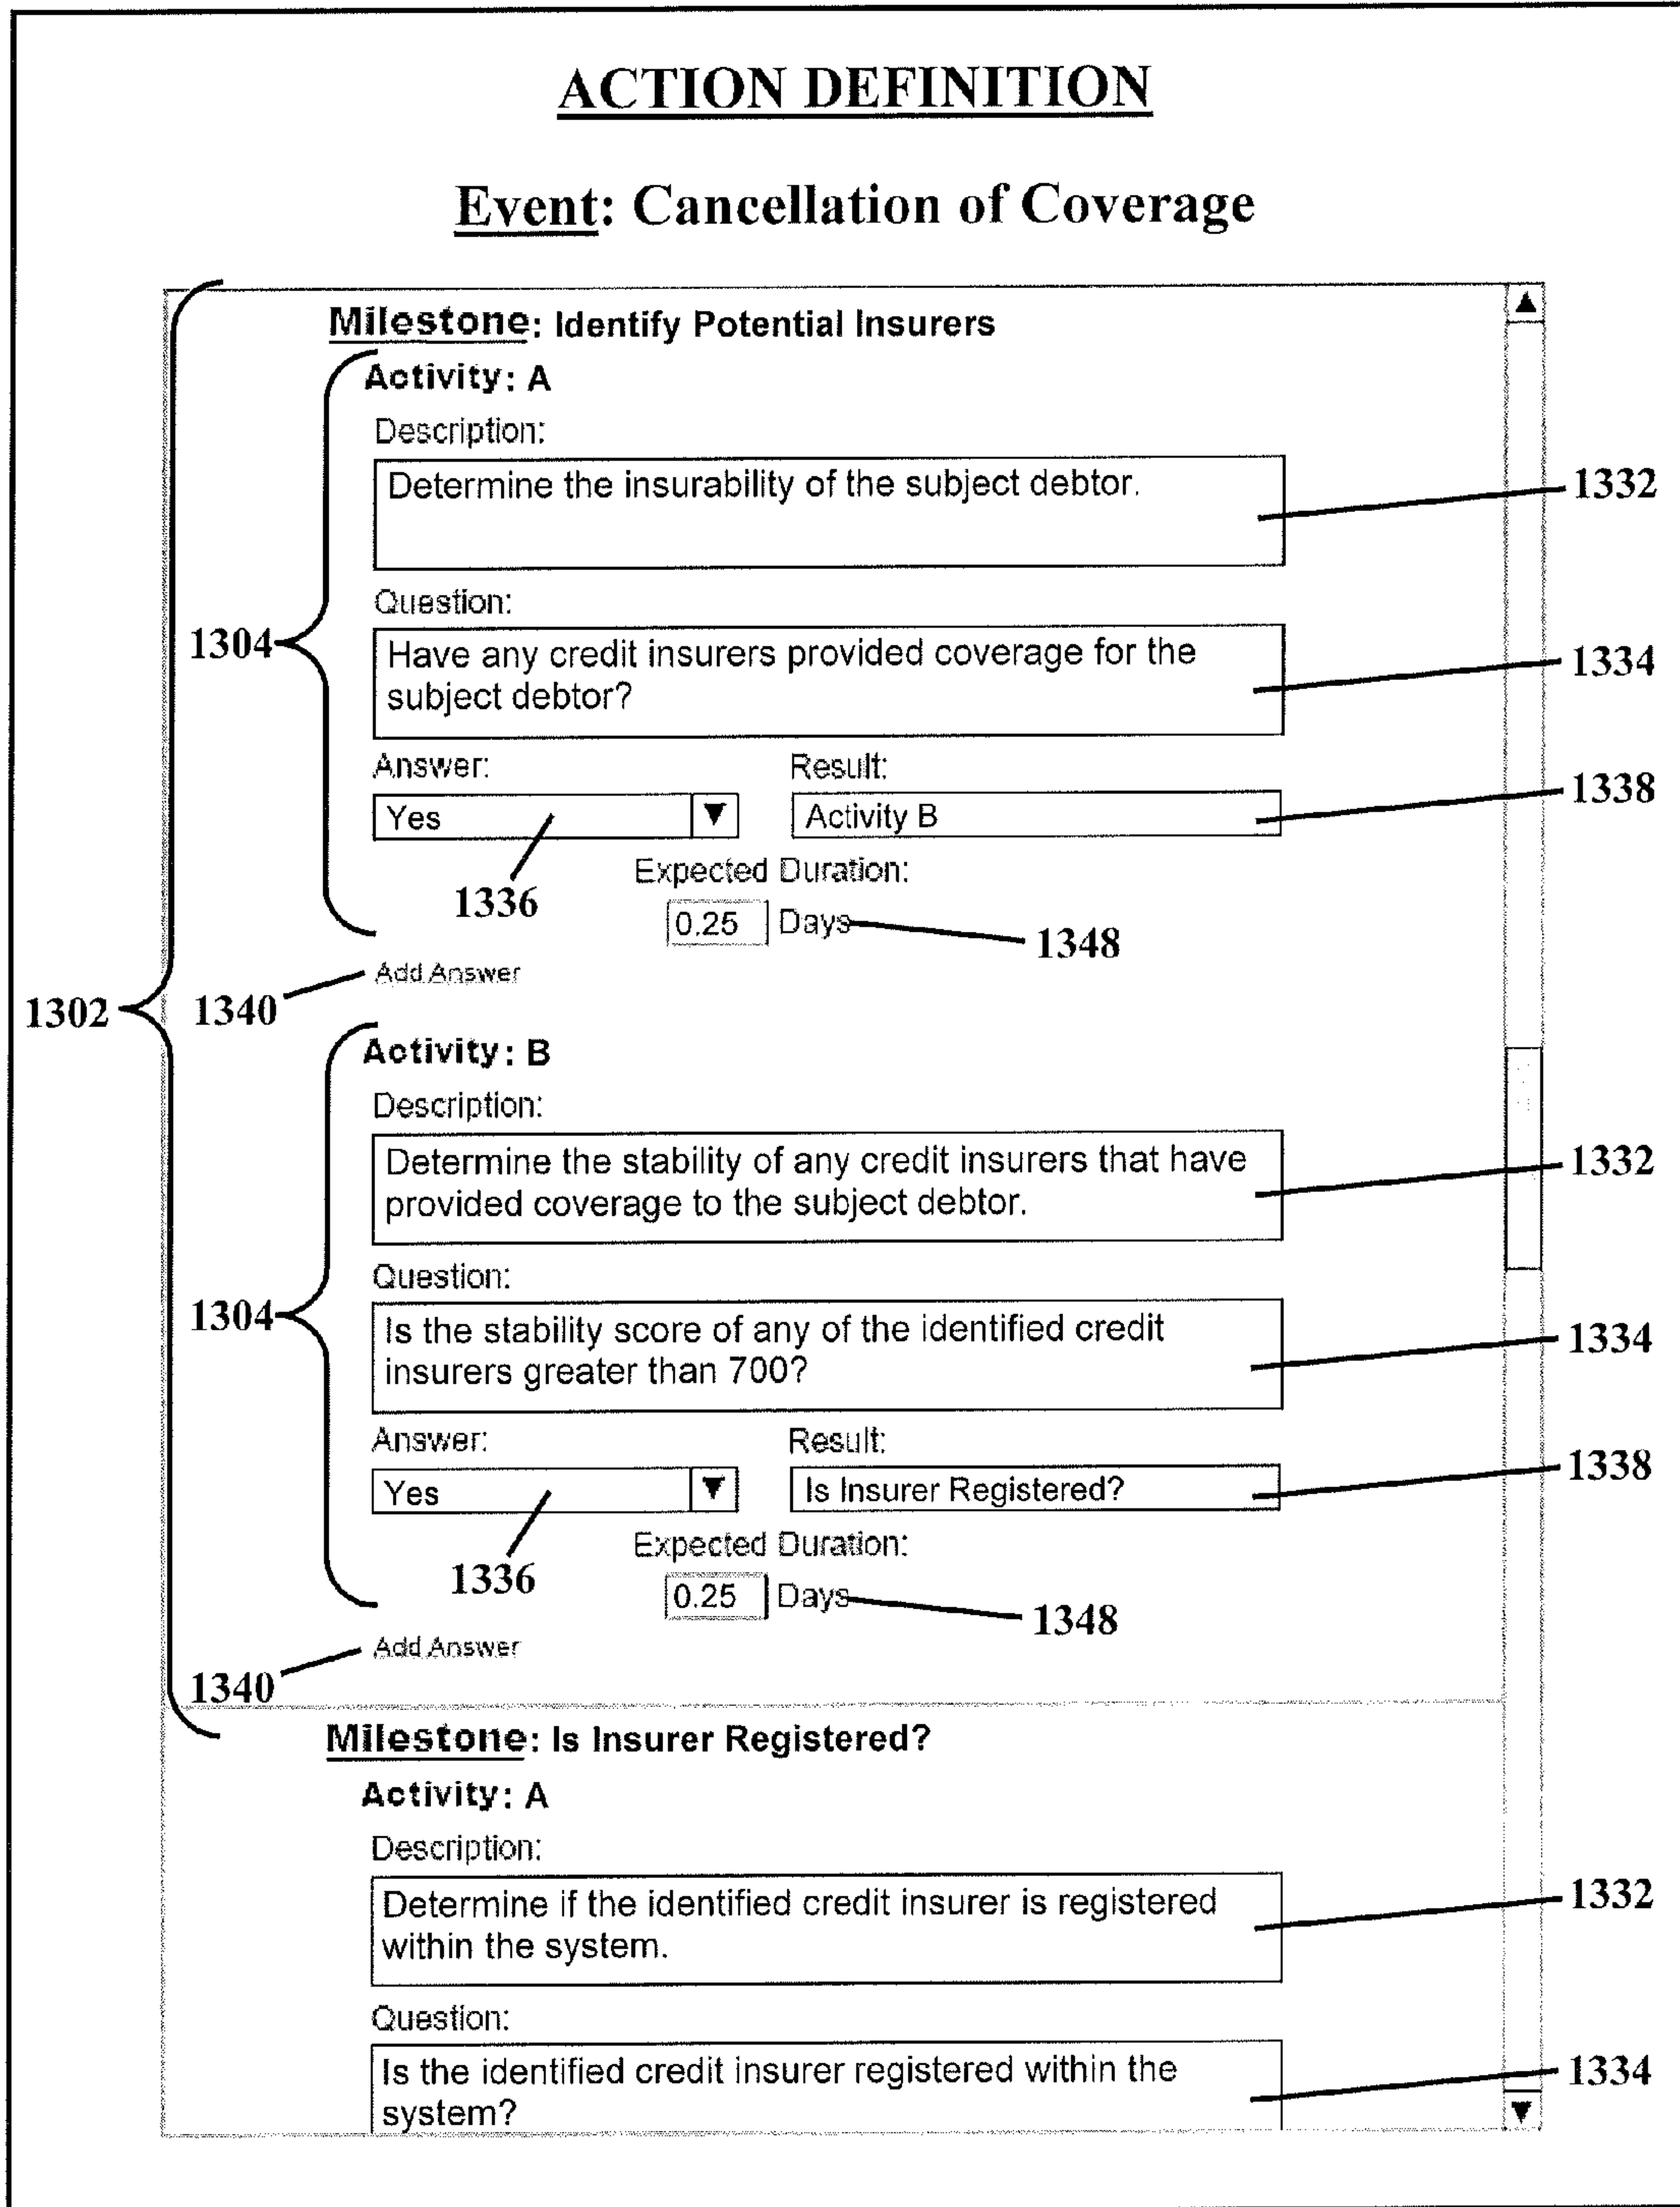 ACTION DEFINITION
Event: Cancellation of Coverage
Milestone: Identify Potential Insurers
Activity: A
Description:
Determine the insurability of the subject debtor.
1332
Question:
1304
Have any credit insurers provided coverage for the
subject debtor?
1334
Answer: Result:
Yes ▼ Activity B
1338
1336
Expected Duration:
0.25 Days
1348
Add Answer
1302
1340
Activity: B
Description:
Determine the stability of any credit insurers that have
provided coverage to the subject debtor.
1332
Question:
1304
Is the stability score of any of the identified credit
insurers greater than 700?
1334
Answer: Result:
Yes ▼ Is Insurer Registered?
1338
1336
Expected Duration:
0.25 Days
1348
Add Answer
1340
Milestone: Is Insurer Registered?
Activity: A
Description:
Determine if the identified credit insurer is registered
within the system.
1332
Question:
Is the identified credit insurer registered within the
system?
1334